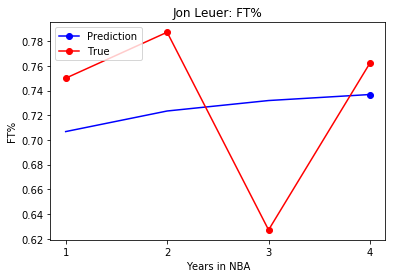 Jon Leuer: FT%
Prediction
True
0.78
0.76
0.74
0.72
0.70
0.68
0.66
0.64
0.62
FT%
1
2
3
4
Years in NBA